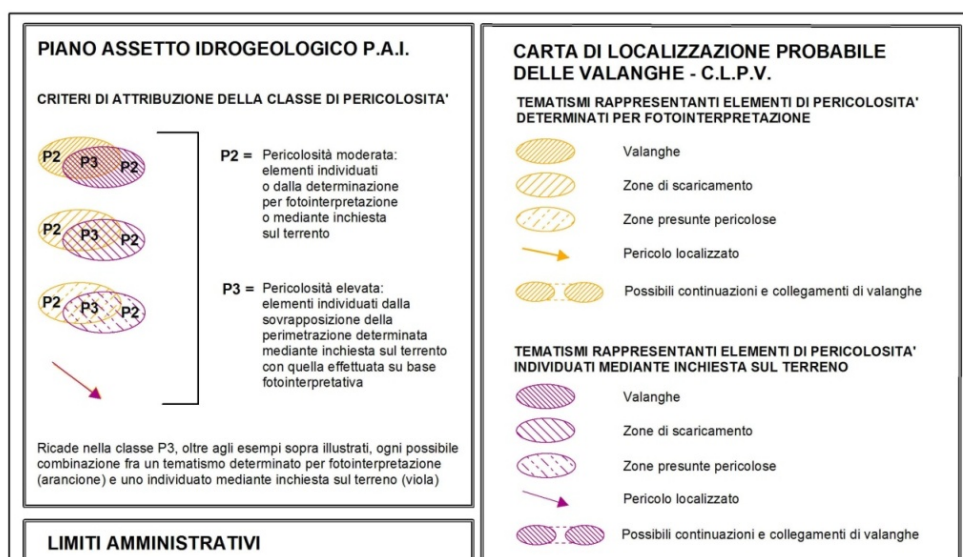 PIANO ASSETTO IDROGEOLOGICO P.A.I.
CRITERI DI ATTRIBUZIONE DELLA CLASSE DI PERICOLOSITA'
P2 P3 P2
P2 P3 P2
P2 P3 P2
P2 = Pericolosità moderata:
elementi individuati
o dalla determinazione
per fotointerpretazione
o mediante inchiesta
sul terrento
P3 = Pericolosità elevata:
elementi individuati dalla
sovrapposizione della
perimetrazione determinata
mediante inchiesta sul terrento
con quella effettuata su base
fotointerpretativa
Ricade nella classe P3, oltre agli esempi sopra illustrati, ogni possibile
combinazione fra un tematismo determinato per fotointerpretazione
(arancione) e uno individuato mediante inchiesta sul terreno (viola)
LIMITI AMMINISTRATIVI
CARTA DI LOCALIZZAZIONE PROBABILE
DELLE VALANGHE - C.L.P.V.
TEMATISMI RAPPRESENTANTI ELEMENTI DI PERICOLOSITA'
DETERMINATI PER FOTOINTERPRETAZIONE
Valanghe
Zone di scaricamento
Zone presunte pericolose
Pericolo localizzato
Possibili continuazioni e collegamenti di valanghe
TEMATISMI RAPPRESENTANTI ELEMENTI DI PERICOLOSITA'
INDIVIDUATI MEDIANTE INCHIESTA SUL TERRENO
Valanghe
Zone di scaricamento
Zone presunte pericolose
Pericolo localizzato
Possibili continuazioni e collegamenti di valanghe